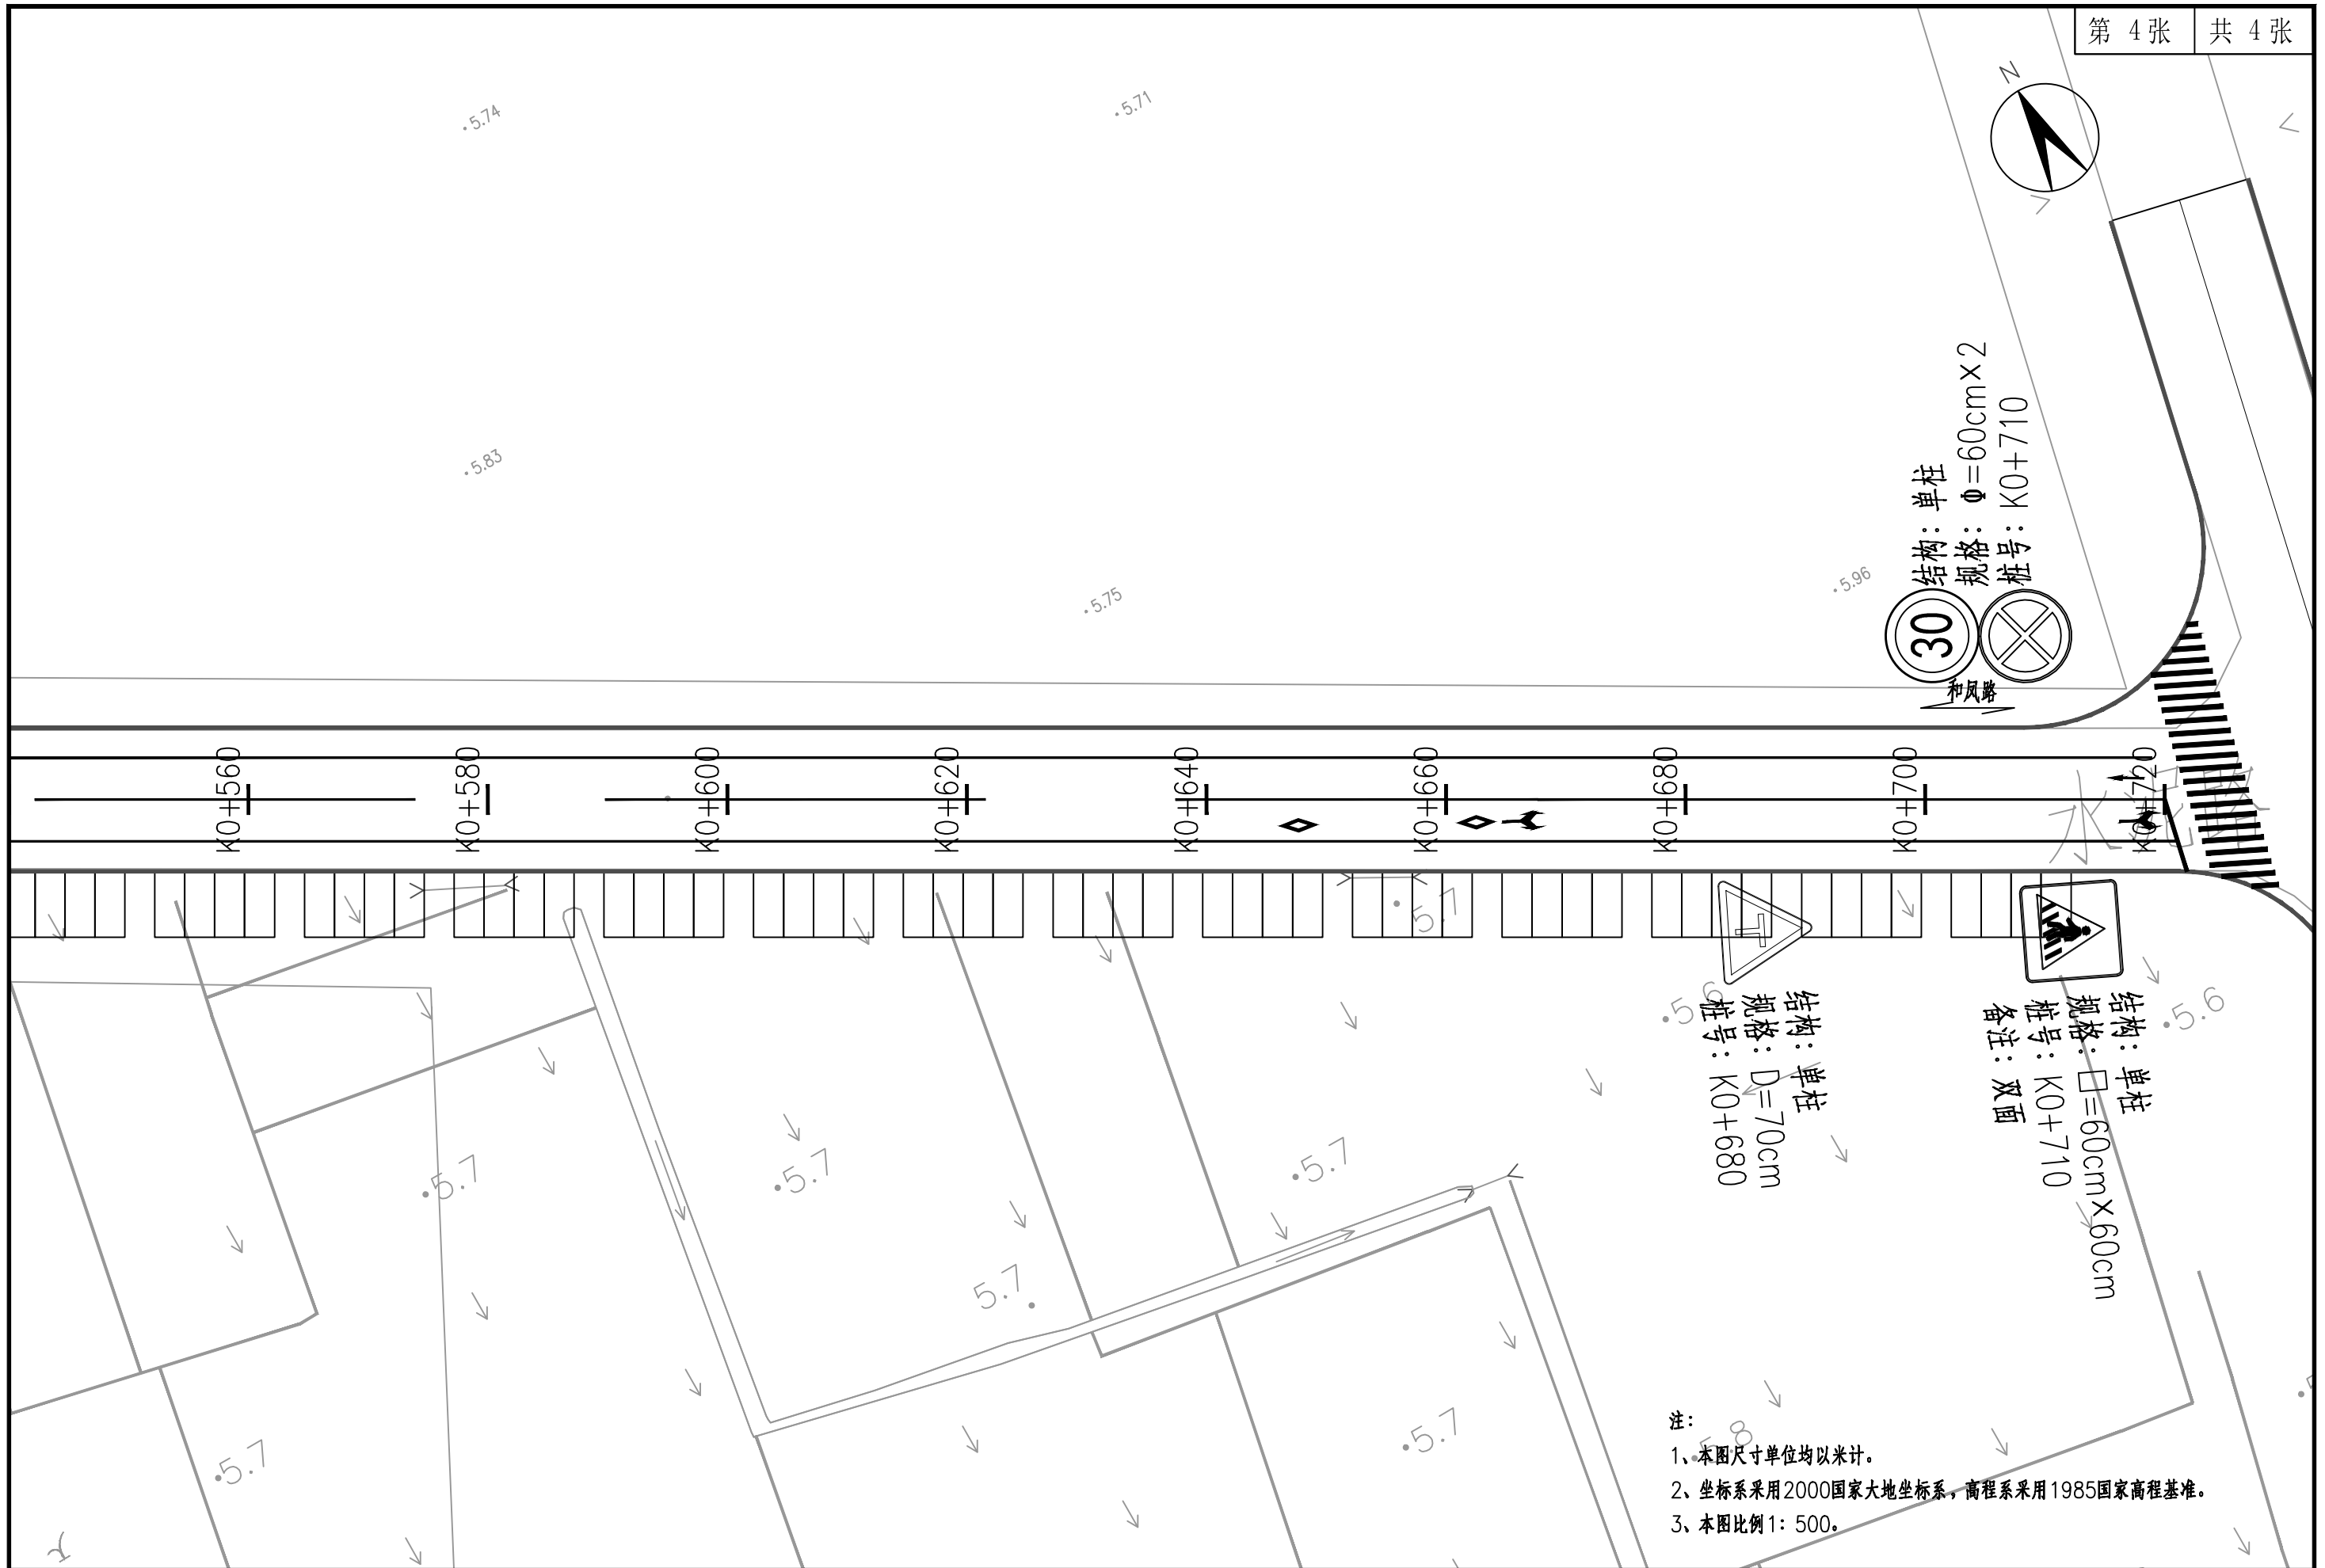 第 4 张 共 4 张
N
5.74
5.71
5.83
5.75
5.96
结构：单柱
规格：Φ=60cm×2
桩号：K0+710
30
和凤路
K0+560
K0+580
K0+600
K0+620
K0+640
K0+660
K0+680
K0+700
K0+720
5.7
5.6
5.6
结构：单柱
规格：D=70cm
桩号：K0+680
结构：单柱
规格：□=60cm×60cm
桩号：K0+710
备注：双面
5.7
5.7
5.7
5.7
5.7
5.7
5.8
注：
1、本图尺寸单位均以米计。
2、坐标系采用2000国家大地坐标系，高程系采用1985国家高程基准。
3、本图比例1：500。